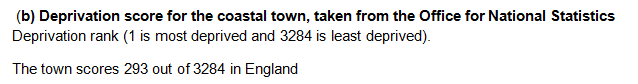 (b) Deprivation score for the coastal town, taken from the Office for National Statistics
Deprivation rank (1 is most deprived and 3284 is least deprived).
The town scores 293 out of 3284 in England